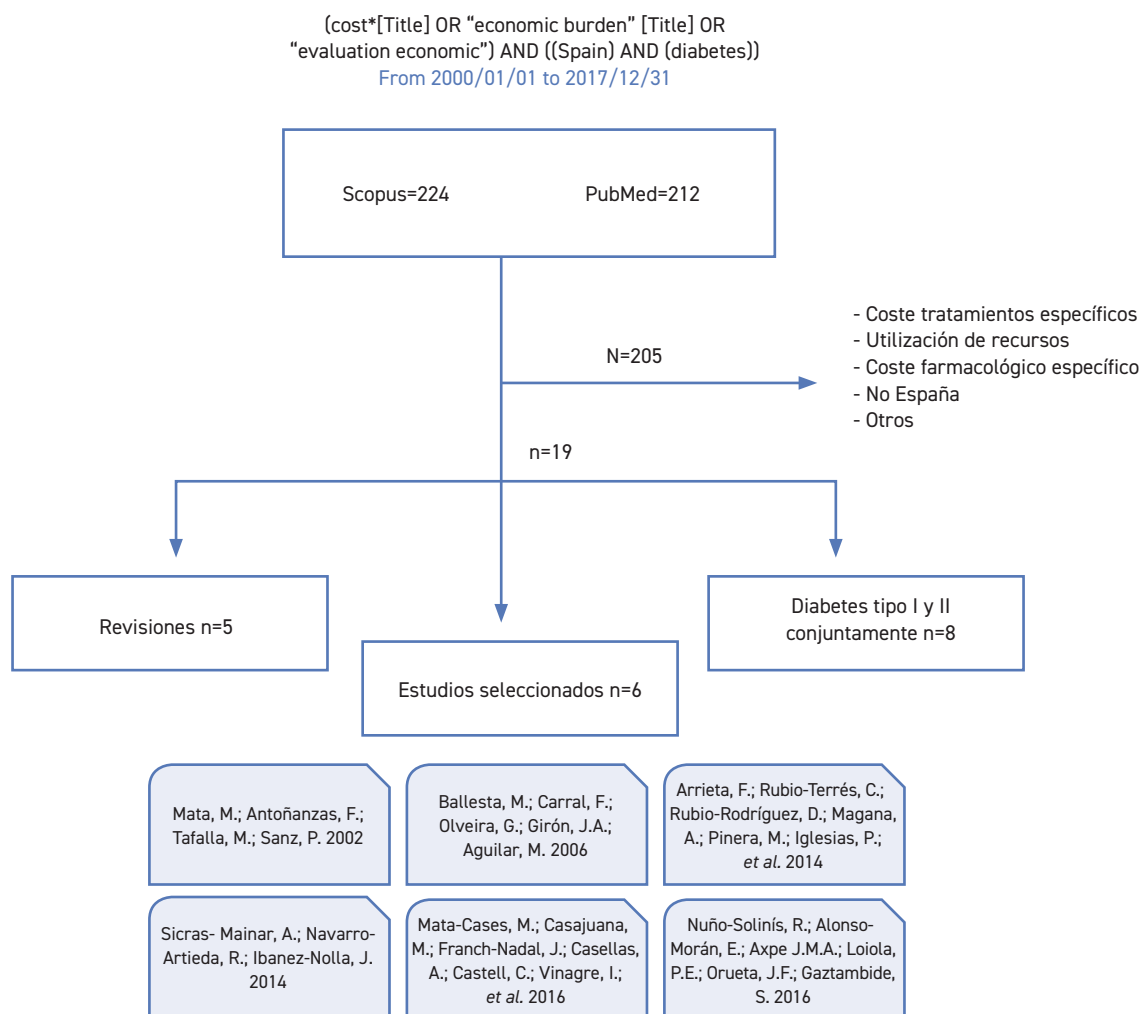 (cost*[Title] OR “economic burden” [Title] OR
“evaluation economic”) AND ((Spain) AND (diabetes))
From 2000/01/01 to 2017/12/31
Scopus=224
PubMed=212
N=205
- Coste tratamientos específicos
- Utilización de recursos
- Coste farmacológico específico
- No España
- Otros
n=19
Revisiones n=5
Estudios seleccionados n=6
Diabetes tipo I y II
conjuntamente n=8
Mata, M.; Antoñanzas, F.;
Tafalla, M.; Sanz, P. 2002
Ballesta, M.; Carral, F.;
Olveira, G.; Girón, J.A.;
Aguilar, M. 2006
Arrieta, F.; Rubio-Terrés, C.;
Rubio-Rodríguez, D.; Magana,
A.; Pinera, M.; Iglesias, P.;
et al. 2014
Sicras- Mainar, A.; Navarro-
Artieda, R.; Ibanez-Nolla, J.
2014
Mata-Cases, M.; Casajuana,
M.; Franch-Nadal, J.; Casellas,
A.; Castell, C.; Vinagre, I.;
et al. 2016
Nuño-Solinís, R.; Alonso-
Morán, E.; Axpe J.M.A.; Loiola,
P.E.; Orueta, J.F.; Gaztambide,
S. 2016